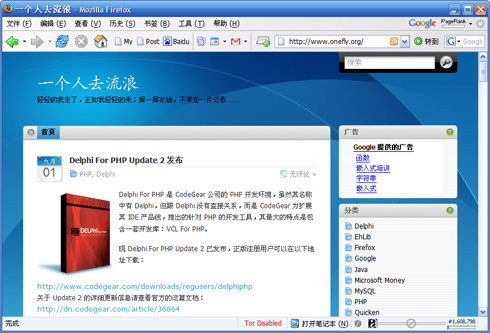 一个人去流浪 - Mozilla Firefox
文件 (F) 编辑 (E) 查看 (V) 历史 (S) 书签 (B) 工具 (T) 帮助 (H)
Google PageRank
My Post Baidu
http://www.onefly.org/ 转到 Google
一个人去流浪
轻轻的我走了，正如我轻轻的来；挥一挥衣袖，不带走一片云彩……
搜索
首页
九月
01
Delphi For PHP Update 2 发布
PHP, Delphi
无评论 »
Delphi For PHP 是 CodeGear 公司的 PHP 开发环境，虽然其名称
中有 Delphi，但跟 Delphi 没有直接关系，而是 CodeGear 为扩展
其 IDE 产品线，推出的针对 PHP 的开发工具，其最大的特点是包
含一套开发库：VCL For PHP。
现 Delphi For PHP Update 2 已发布，正版注册用户可以在以下地
址下载：
http://www.codegear.com/downloads/regusers/delphiphp
关于 Update 2 的详细更新信息请查看官方的这篇文档：
http://dn.codegear.com/article/36864
广告
Google 提供的广告
函数
嵌入式培训
字符串
嵌入式
分类
Delphi
EhLib
Firefox
Google
Java
Microsoft Money
MySQL
PHP
Quicken
完成
Tor Disabled
打开笔记本 (N)
#1,608,798